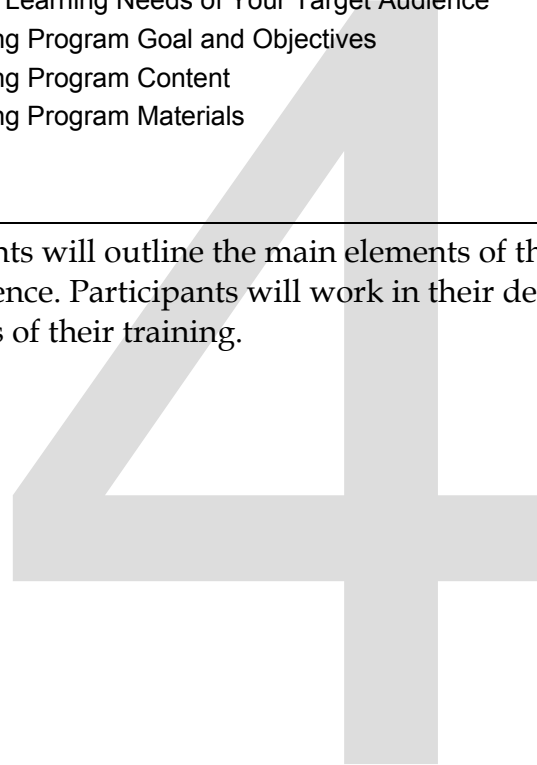 Learning Needs of Your Target Audience
ng Program Goal and Objectives
ng Program Content
ng Program Materials
nts will outline the main elements of th
ence. Participants will work in their de
s of their training.
4